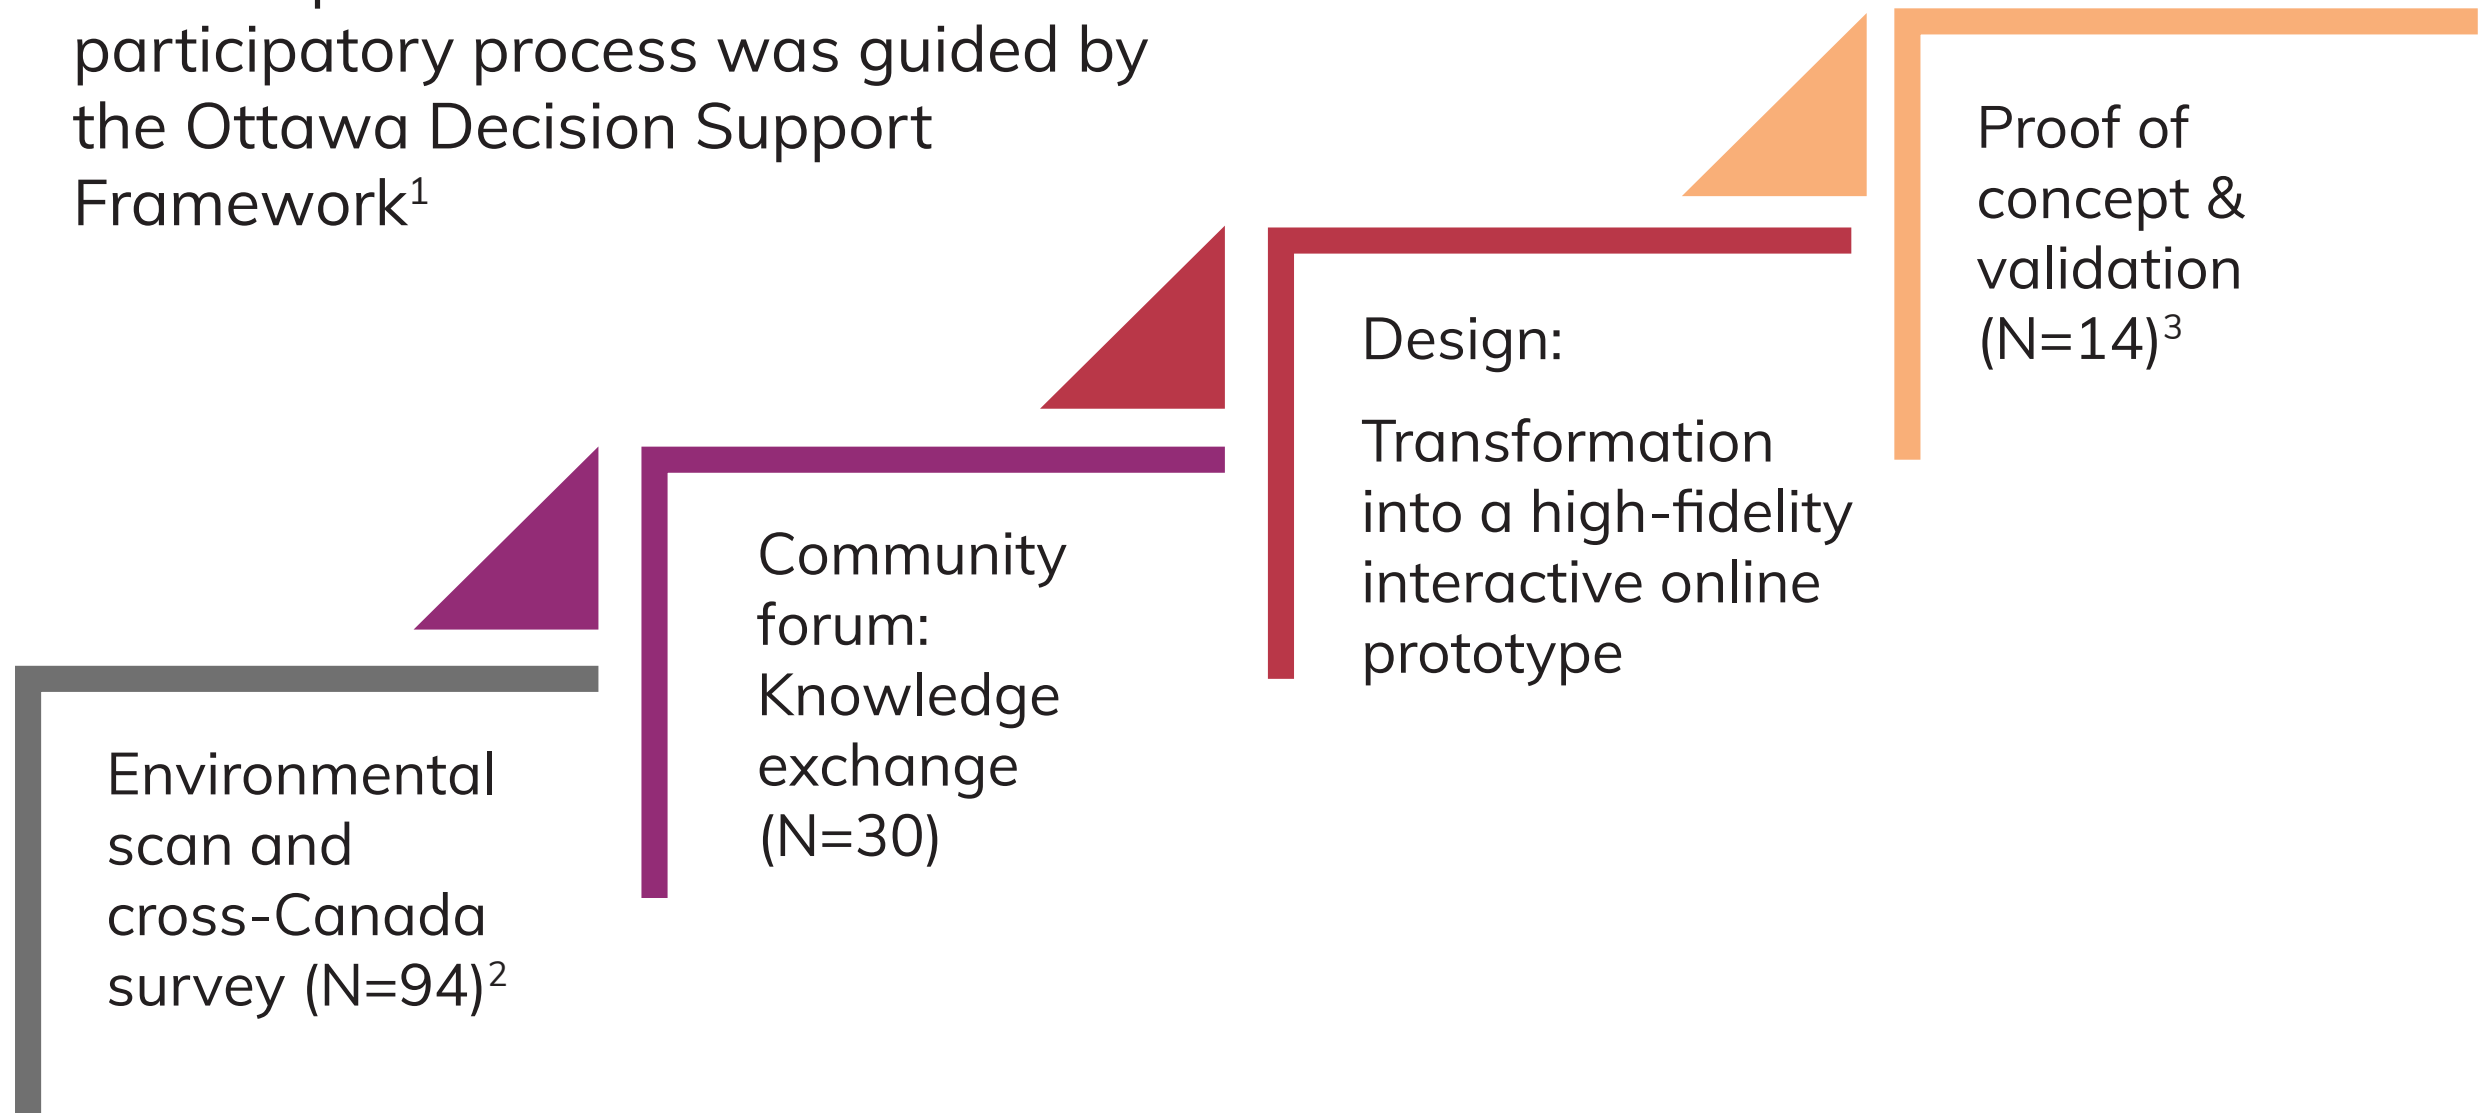 participatory process was guided by
the Ottawa Decision Support
Framework¹
Proof of
concept &
validation
(N=14)³
Design:
Transformation
into a high-fidelity
interactive online
prototype
Community
forum:
Knowledge
exchange
(N=30)
Environmental
scan and
cross-Canada
survey (N=94)²